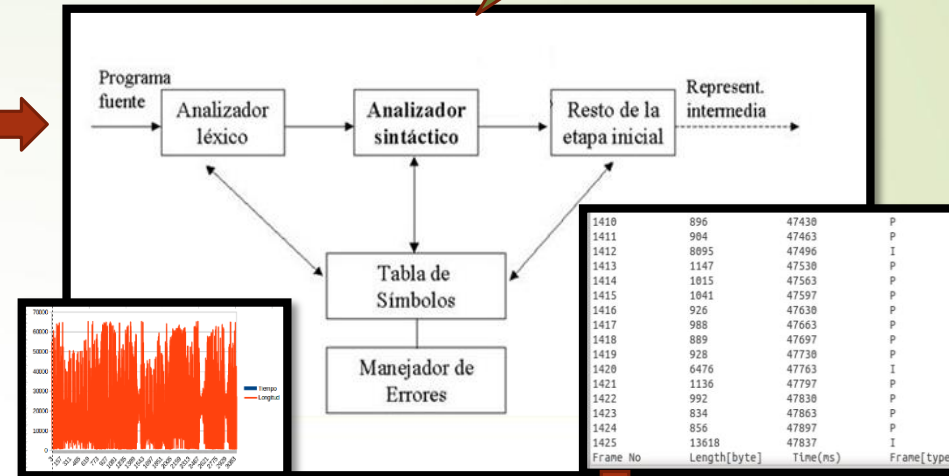 Programa
fuente
Analizador
léxico
Analizador
sintáctico
Resto de la
etapa inicial
Represent.
intermedia
Tabla de
Símbolos
Manejador de
Errores
70000
60000
50000
40000
30000
20000
10000
0
Tiempo
Longitud
1410 896 47430 P
1411 904 47463 P
1412 8095 47496 I
1413 1147 47530 P
1414 1015 47563 P
1415 1041 47597 P
1416 926 47630 P
1417 988 47663 P
1418 889 47697 P
1419 928 47730 P
1420 6476 47763 I
1421 1136 47797 P
1422 992 47830 P
1423 834 47863 P
1424 856 47897 P
1425 13618 47837 I
Frame No Length[byte] Time(ms) Frame[type